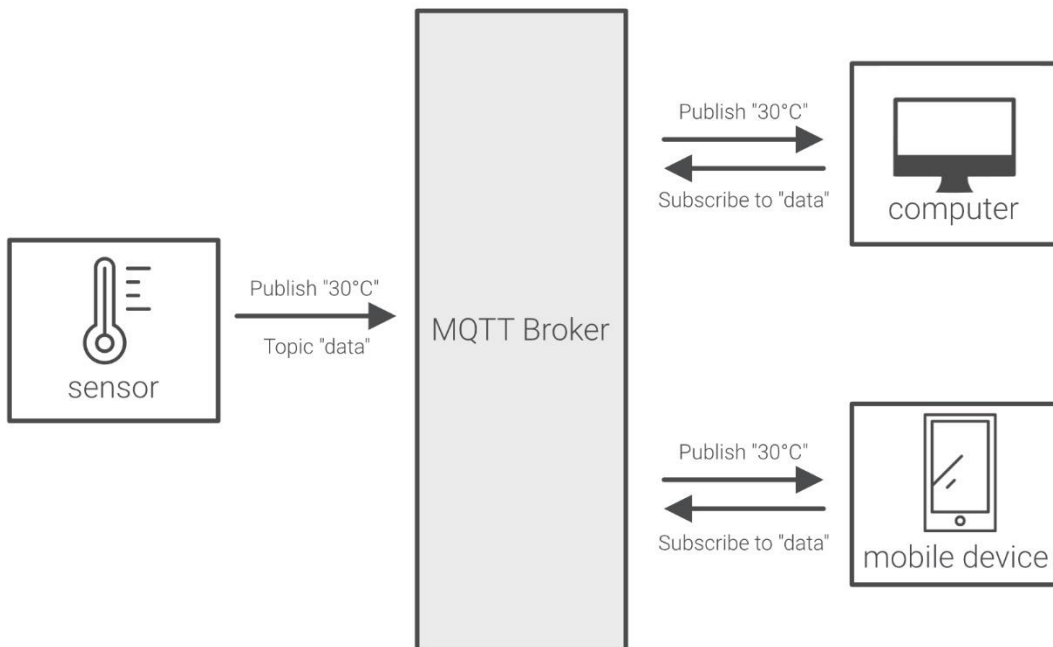 sensor
Publish "30°C"
Topic "data"
MQTT Broker
Publish "30°C"
Subscribe to "data"
computer
Publish "30°C"
Subscribe to "data"
mobile device